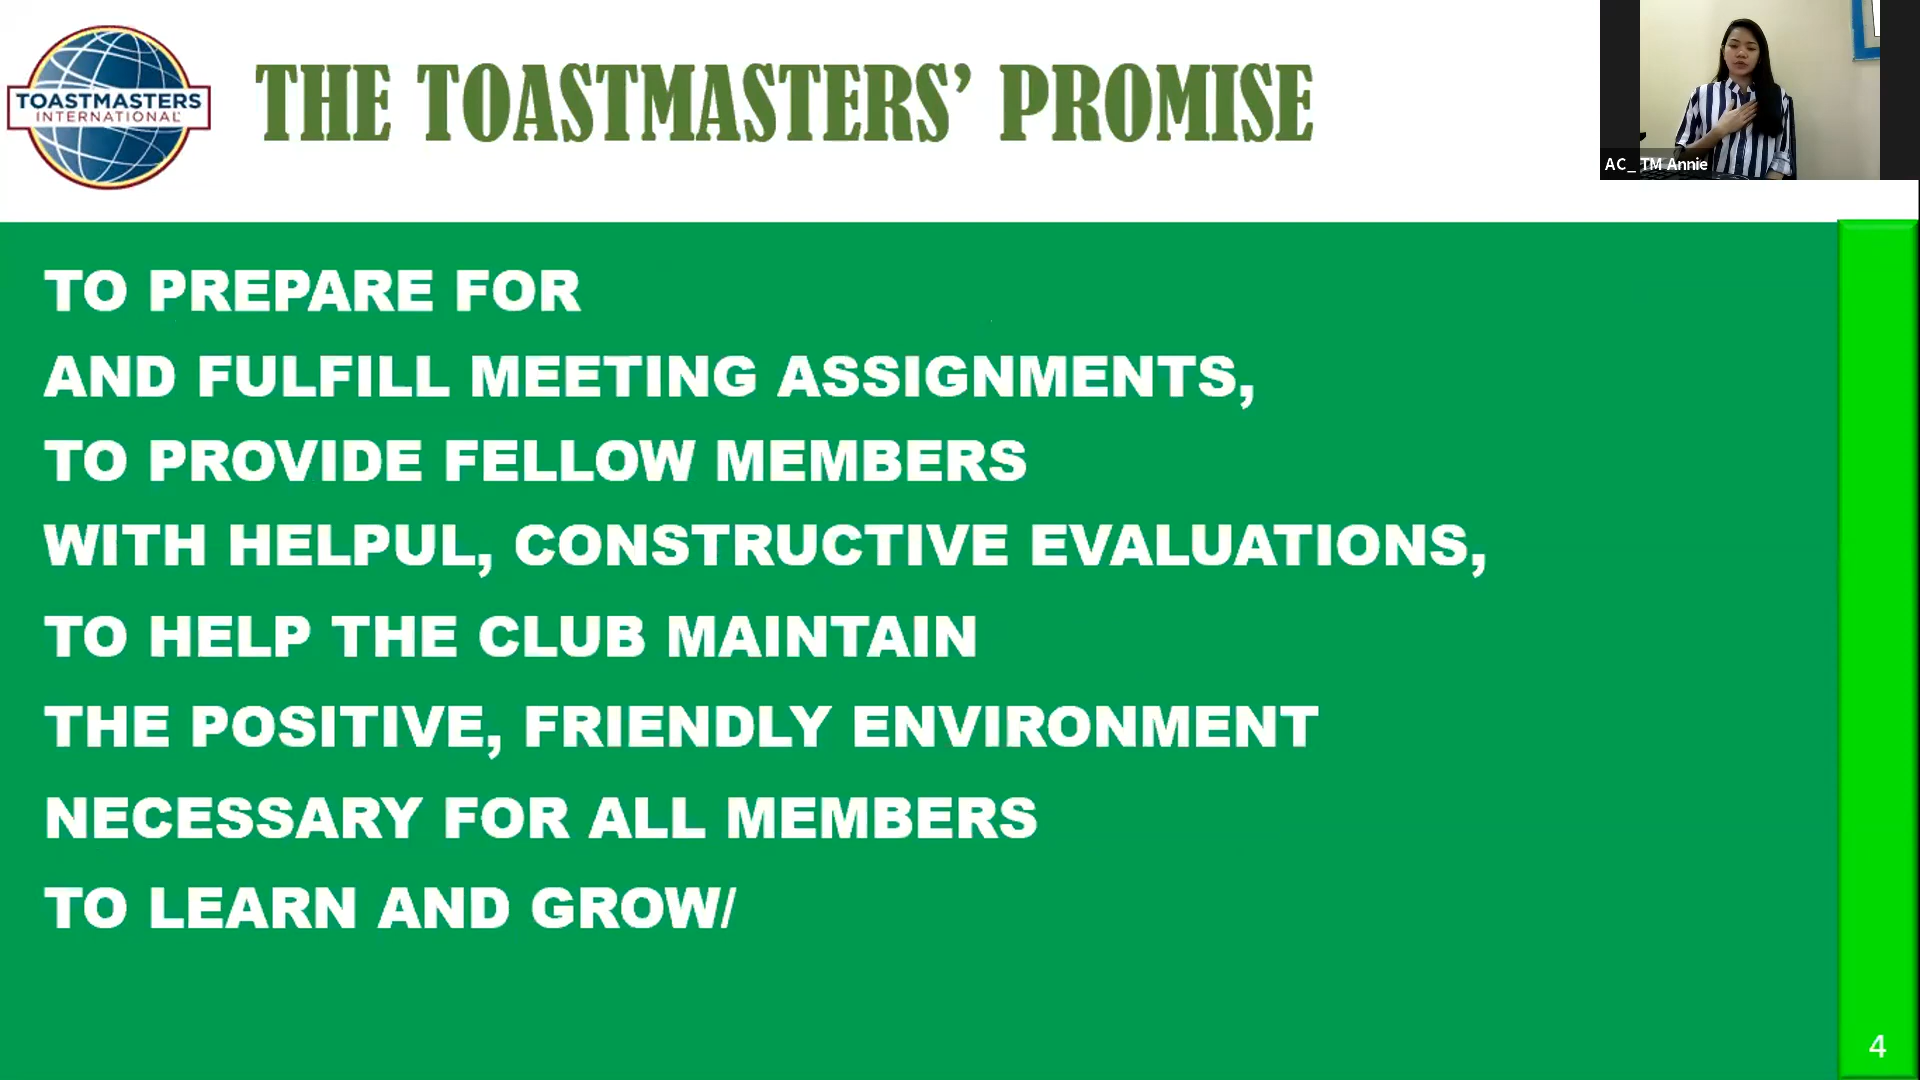 TOASTMASTERS
INTERNATIONAL
THE TOASTMASTERS’ PROMISE
AC_ TM Annie
TO PREPARE FOR
AND FULFILL MEETING ASSIGNMENTS,
TO PROVIDE FELLOW MEMBERS
WITH HELPUL, CONSTRUCTIVE EVALUATIONS,
TO HELP THE CLUB MAINTAIN
THE POSITIVE, FRIENDLY ENVIRONMENT
NECESSARY FOR ALL MEMBERS
TO LEARN AND GROW/
4